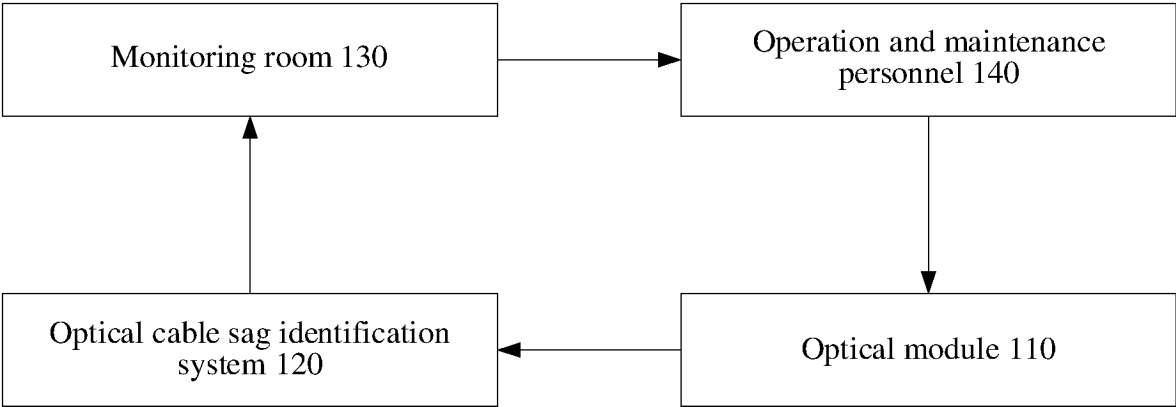 Monitoring room 130
Operation and maintenance
personnel 140
Optical cable sag identification
system 120
Optical module 110